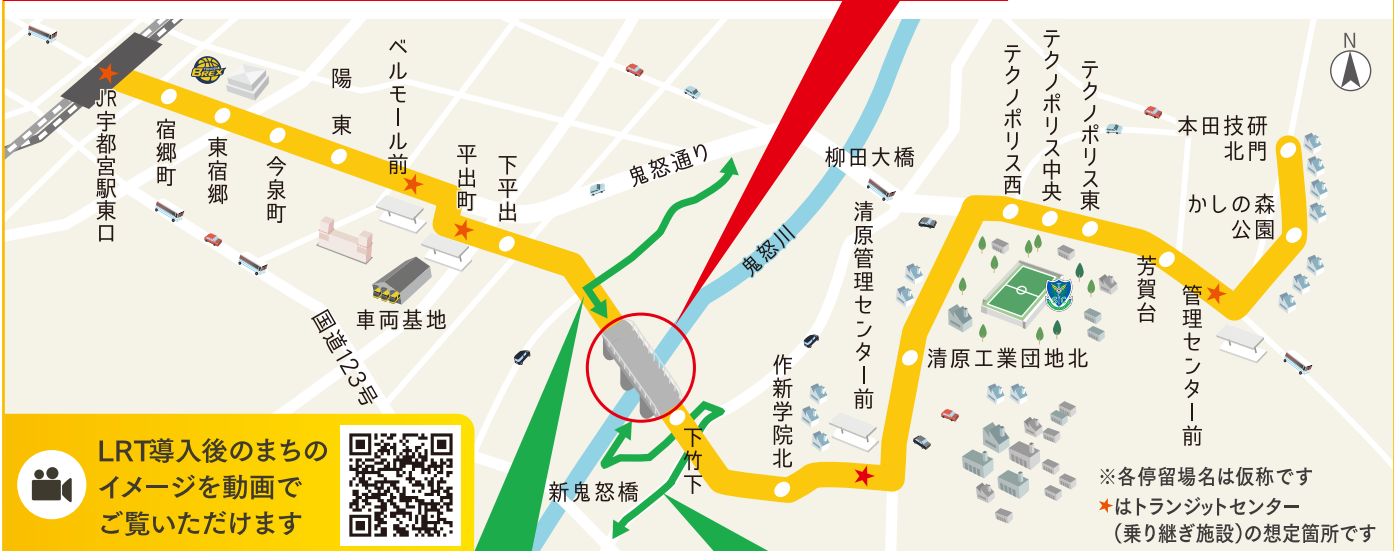 N
BREX
JR宇都宮駅東口
宿郷町
東宿郷
今泉町
陽東
ベルモール前
平出町
下平出
鬼怒通り
柳田大橋
鬼怒川
車両基地
国道123号
新鬼怒橋
下竹下
作新学院北
清原管理センター前
清原工業団地北
テクノポリス西
テクノポリス中央
テクノポリス東
芳賀台
管理センター前
かしの森
公園
本田技研
北門
LRT導入後のまちの
イメージを動画で
ご覧いただけます
※各停留場名は仮称です
★はトランジットセンター
(乗り継ぎ施設)の想定箇所です